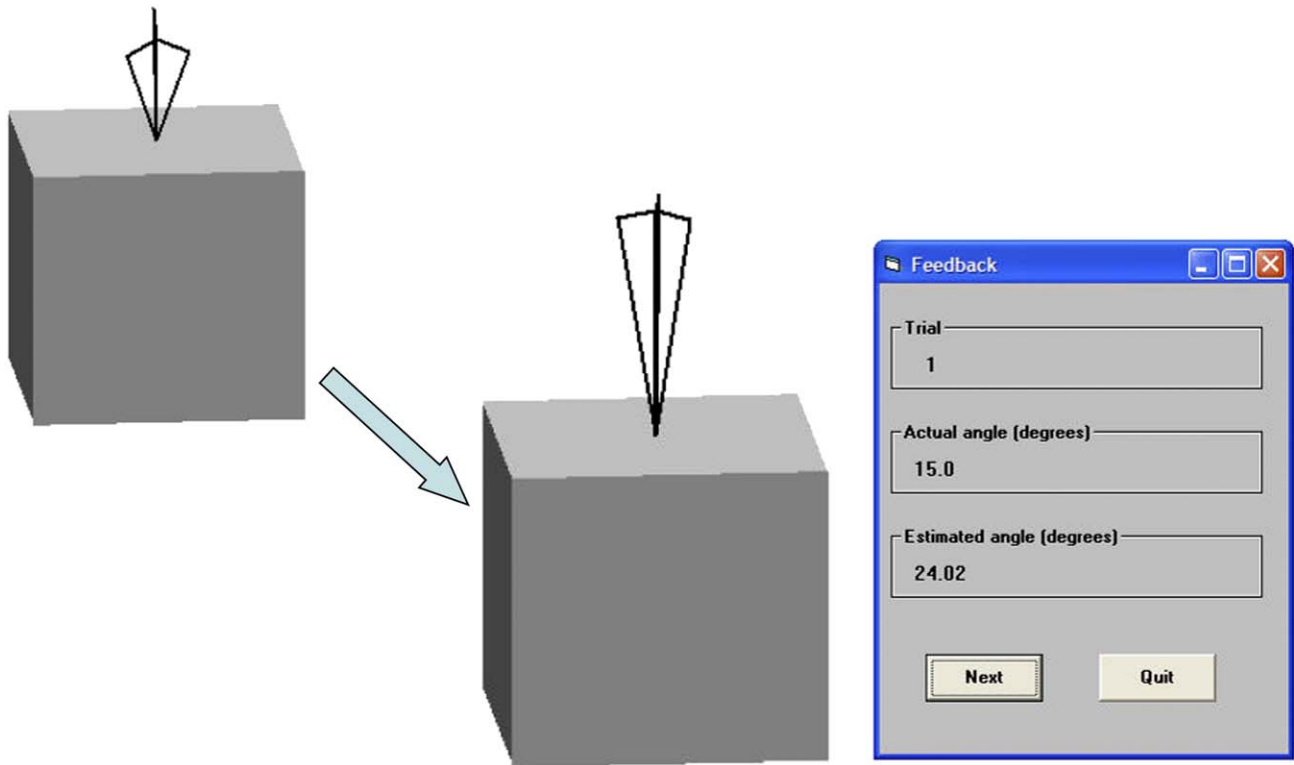 Feedback
Trial
1
Actual angle (degrees)
15.0
Estimated angle (degrees)
24.02
Next
Quit